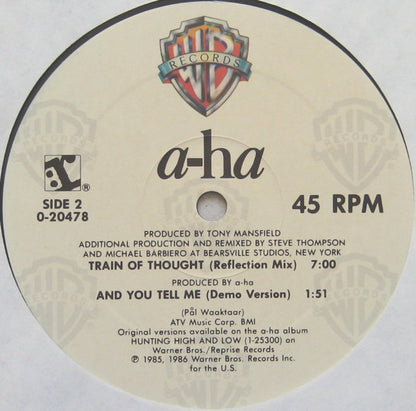 WB
RECORDS
a-ha
a
®
SIDE 2
0-20478
45 RPM
PRODUCED BY TONY MANSFIELD
ADDITIONAL PRODUCTION AND REMIXED BY STEVE THOMPSON
AND MICHAEL BARBIERO AT BEARSVILLE STUDIOS, NEW YORK
TRAIN OF THOUGHT (Reflection Mix) 7:00
PRODUCED BY a-ha
AND YOU TELL ME (Demo Version) 1:51
(Pål Waaktaar)
ATV Music Corp. BMI
Original versions available on the a-ha album
HUNTING HIGH AND LOW (1-25300) on
Warner Bros./Reprise Records
℗ 1985, 1986 Warner Bros. Records Inc.
for the U.S.